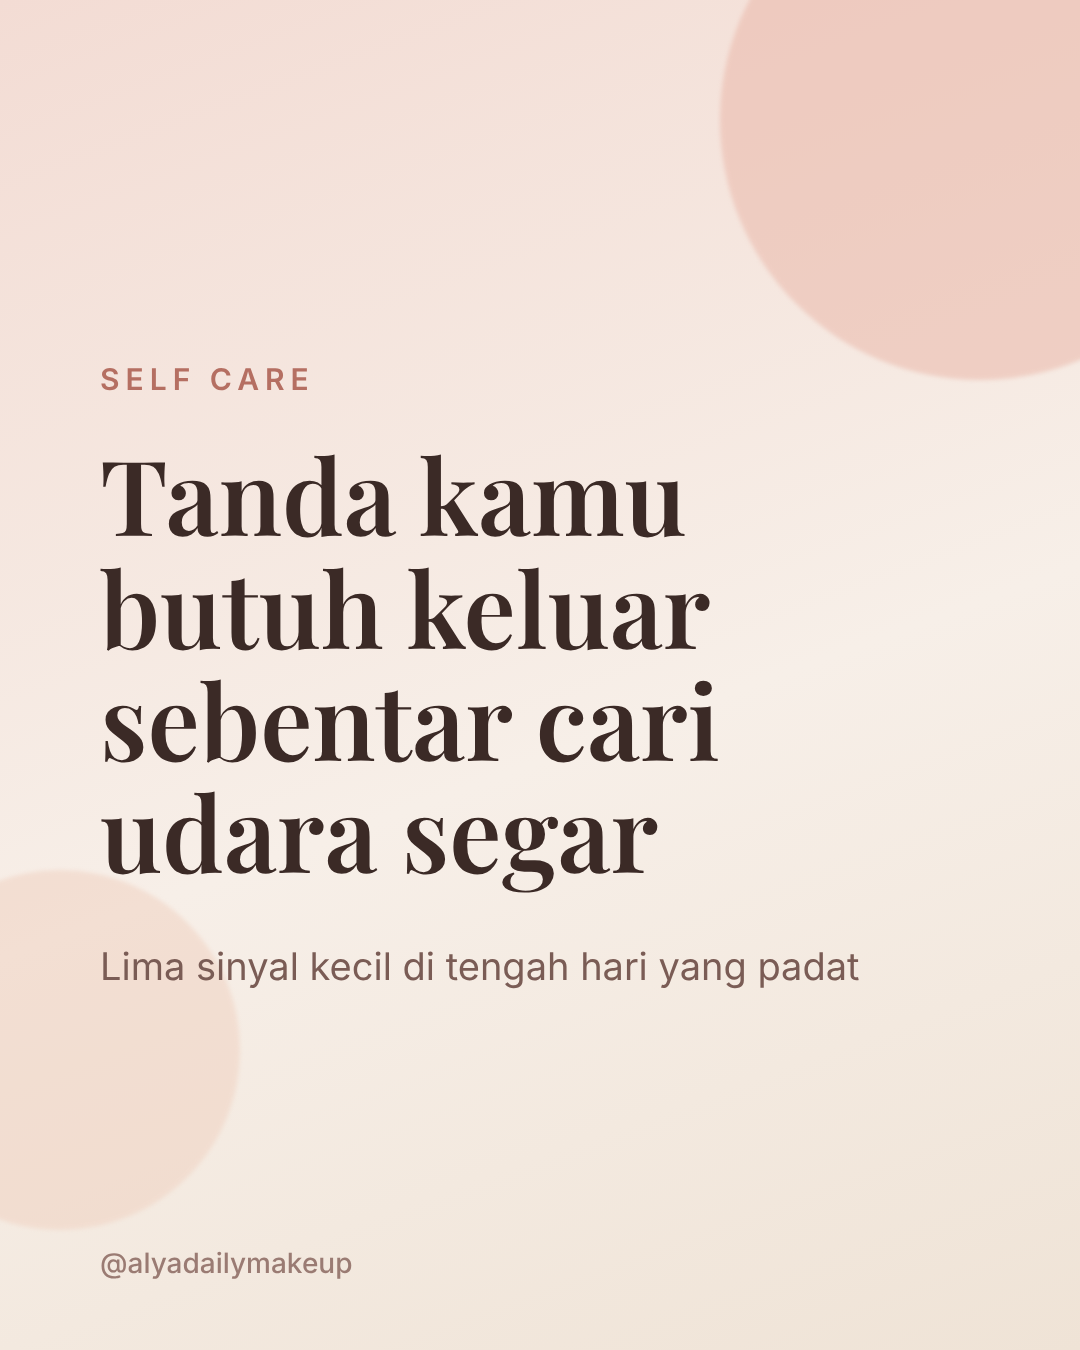 SELF CARE
Tanda kamu
butuh keluar
sebentar cari
udara segar
Lima sinyal kecil di tengah hari yang padat
@alyadailymakeup